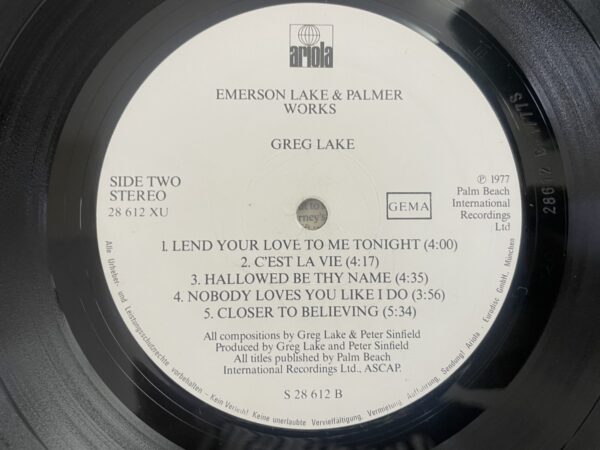 ariola
EMERSON LAKE & PALMER
WORKS
GREG LAKE
SIDE TWO
STEREO
28 612 XU
GEMA
℗ 1977
Palm Beach
International
Recordings
Ltd
1. LEND YOUR LOVE TO ME TONIGHT (4:00)
2. C'EST LA VIE (4:17)
3. HALLOWED BE THY NAME (4:35)
4. NOBODY LOVES YOU LIKE I DO (3:56)
5. CLOSER TO BELIEVING (5:34)
All compositions by Greg Lake & Peter Sinfield
Produced by Greg Lake and Peter Sinfield
All titles published by Palm Beach
International Recordings Ltd., ASCAP.
S 28 612 B
Alle Urheber- und Leistungsschutzrechte vorbehalten - Kein Verleih! Keine unerlaubte Vervielfältigung, Vermietung, Aufführung, Sendung! Ariola - Eurodisc GmbH, München
28612 B